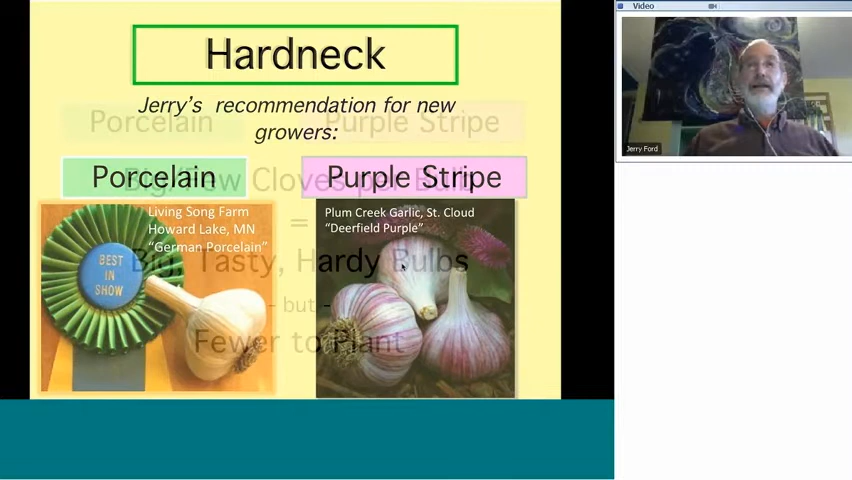 Video
Hardneck
Jerry's recommendation for new
growers:
Porcelain
Purple Stripe
Porcelain
Purple Stripe
Big/Few Cloves per Bulb
Living Song Farm
Howard Lake, MN
"German Porcelain"
Plum Creek Garlic, St. Cloud
"Deerfield Purple"
=
BEST
IN
SHOW
Big, Tasty, Hardy Bulbs
- but -
Fewer to Plant
Jerry Ford